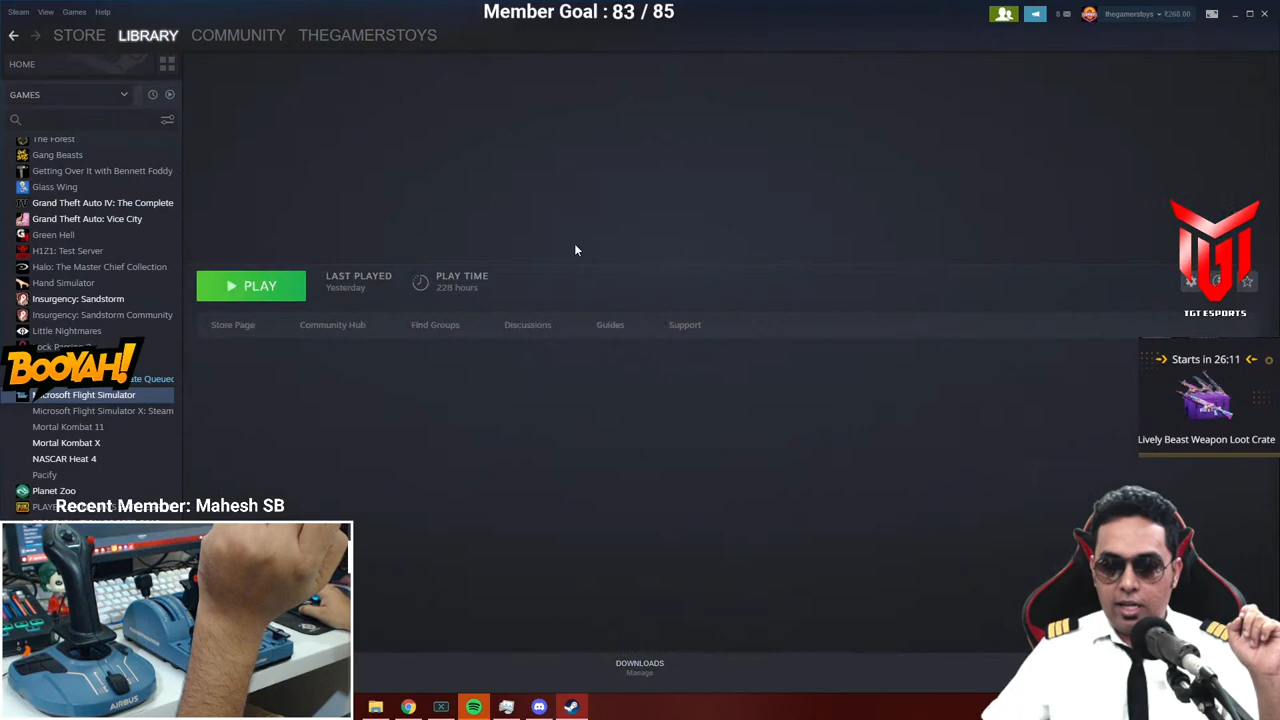 Steam View Games Help
Member Goal : 83 / 85
8 thegamerstoys ₹268.00
STORE LIBRARY COMMUNITY THEGAMERSTOYS
HOME
GAMES
The Forest
Gang Beasts
Getting Over It with Bennett Foddy
Glass Wing
Grand Theft Auto IV: The Complete
Grand Theft Auto: Vice City
Green Hell
H1Z1: Test Server
Halo: The Master Chief Collection
Hand Simulator
Insurgency: Sandstorm
Insurgency: Sandstorm Community
Little Nightmares
BOOYAH!
Microsoft Flight Simulator
Microsoft Flight Simulator X: Steam
Mortal Kombat 11
Mortal Kombat X
NASCAR Heat 4
Pacify
Planet Zoo
Recent Member: Mahesh SB
PLAY
LAST PLAYED
Yesterday
PLAY TIME
228 hours
Store Page Community Hub Find Groups Discussions Guides Support
TGT ESPORTS
Starts in 26:11
Lively Beast Weapon Loot Crate
AIRBUS
DOWNLOADS
Manage